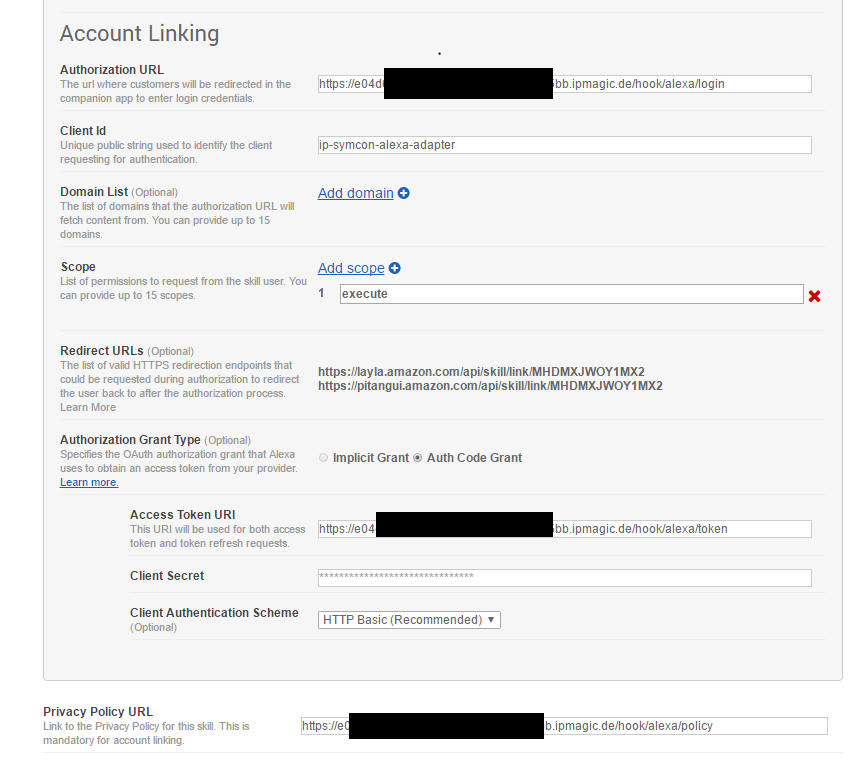 Account Linking
Authorization URL
The url where customers will be redirected in the
companion app to enter login credentials.
https://e04d bb.ipmagic.de/hook/alexa/login
Client Id
Unique public string used to identify the client
requesting for authentication.
ip-symcon-alexa-adapter
Domain List (Optional)
The list of domains that the authorization URL will
fetch content from. You can provide up to 15
domains.
Add domain
Scope
List of permissions to request from the skill user. You
can provide up to 15 scopes.
Add scope
1 execute
Redirect URLs (Optional)
The list of valid HTTPS redirection endpoints that
could be requested during authorization to redirect
the user back to after the authorization process.
Learn More
https://layla.amazon.com/api/skill/link/MHDMXJWOY1MX2
https://pitangui.amazon.com/api/skill/link/MHDMXJWOY1MX2
Authorization Grant Type (Optional)
Specifies the OAuth authorization grant that Alexa
uses to obtain an access token from your provider.
Learn more.
Implicit Grant Auth Code Grant
Access Token URI
This URI will be used for both access
token and token refresh requests.
https://e04 bb.ipmagic.de/hook/alexa/token
Client Secret
*******************************
Client Authentication Scheme
(Optional)
HTTP Basic (Recommended)
Privacy Policy URL
Link to the Privacy Policy for this skill. This is
mandatory for account linking.
https://e0 b.ipmagic.de/hook/alexa/policy